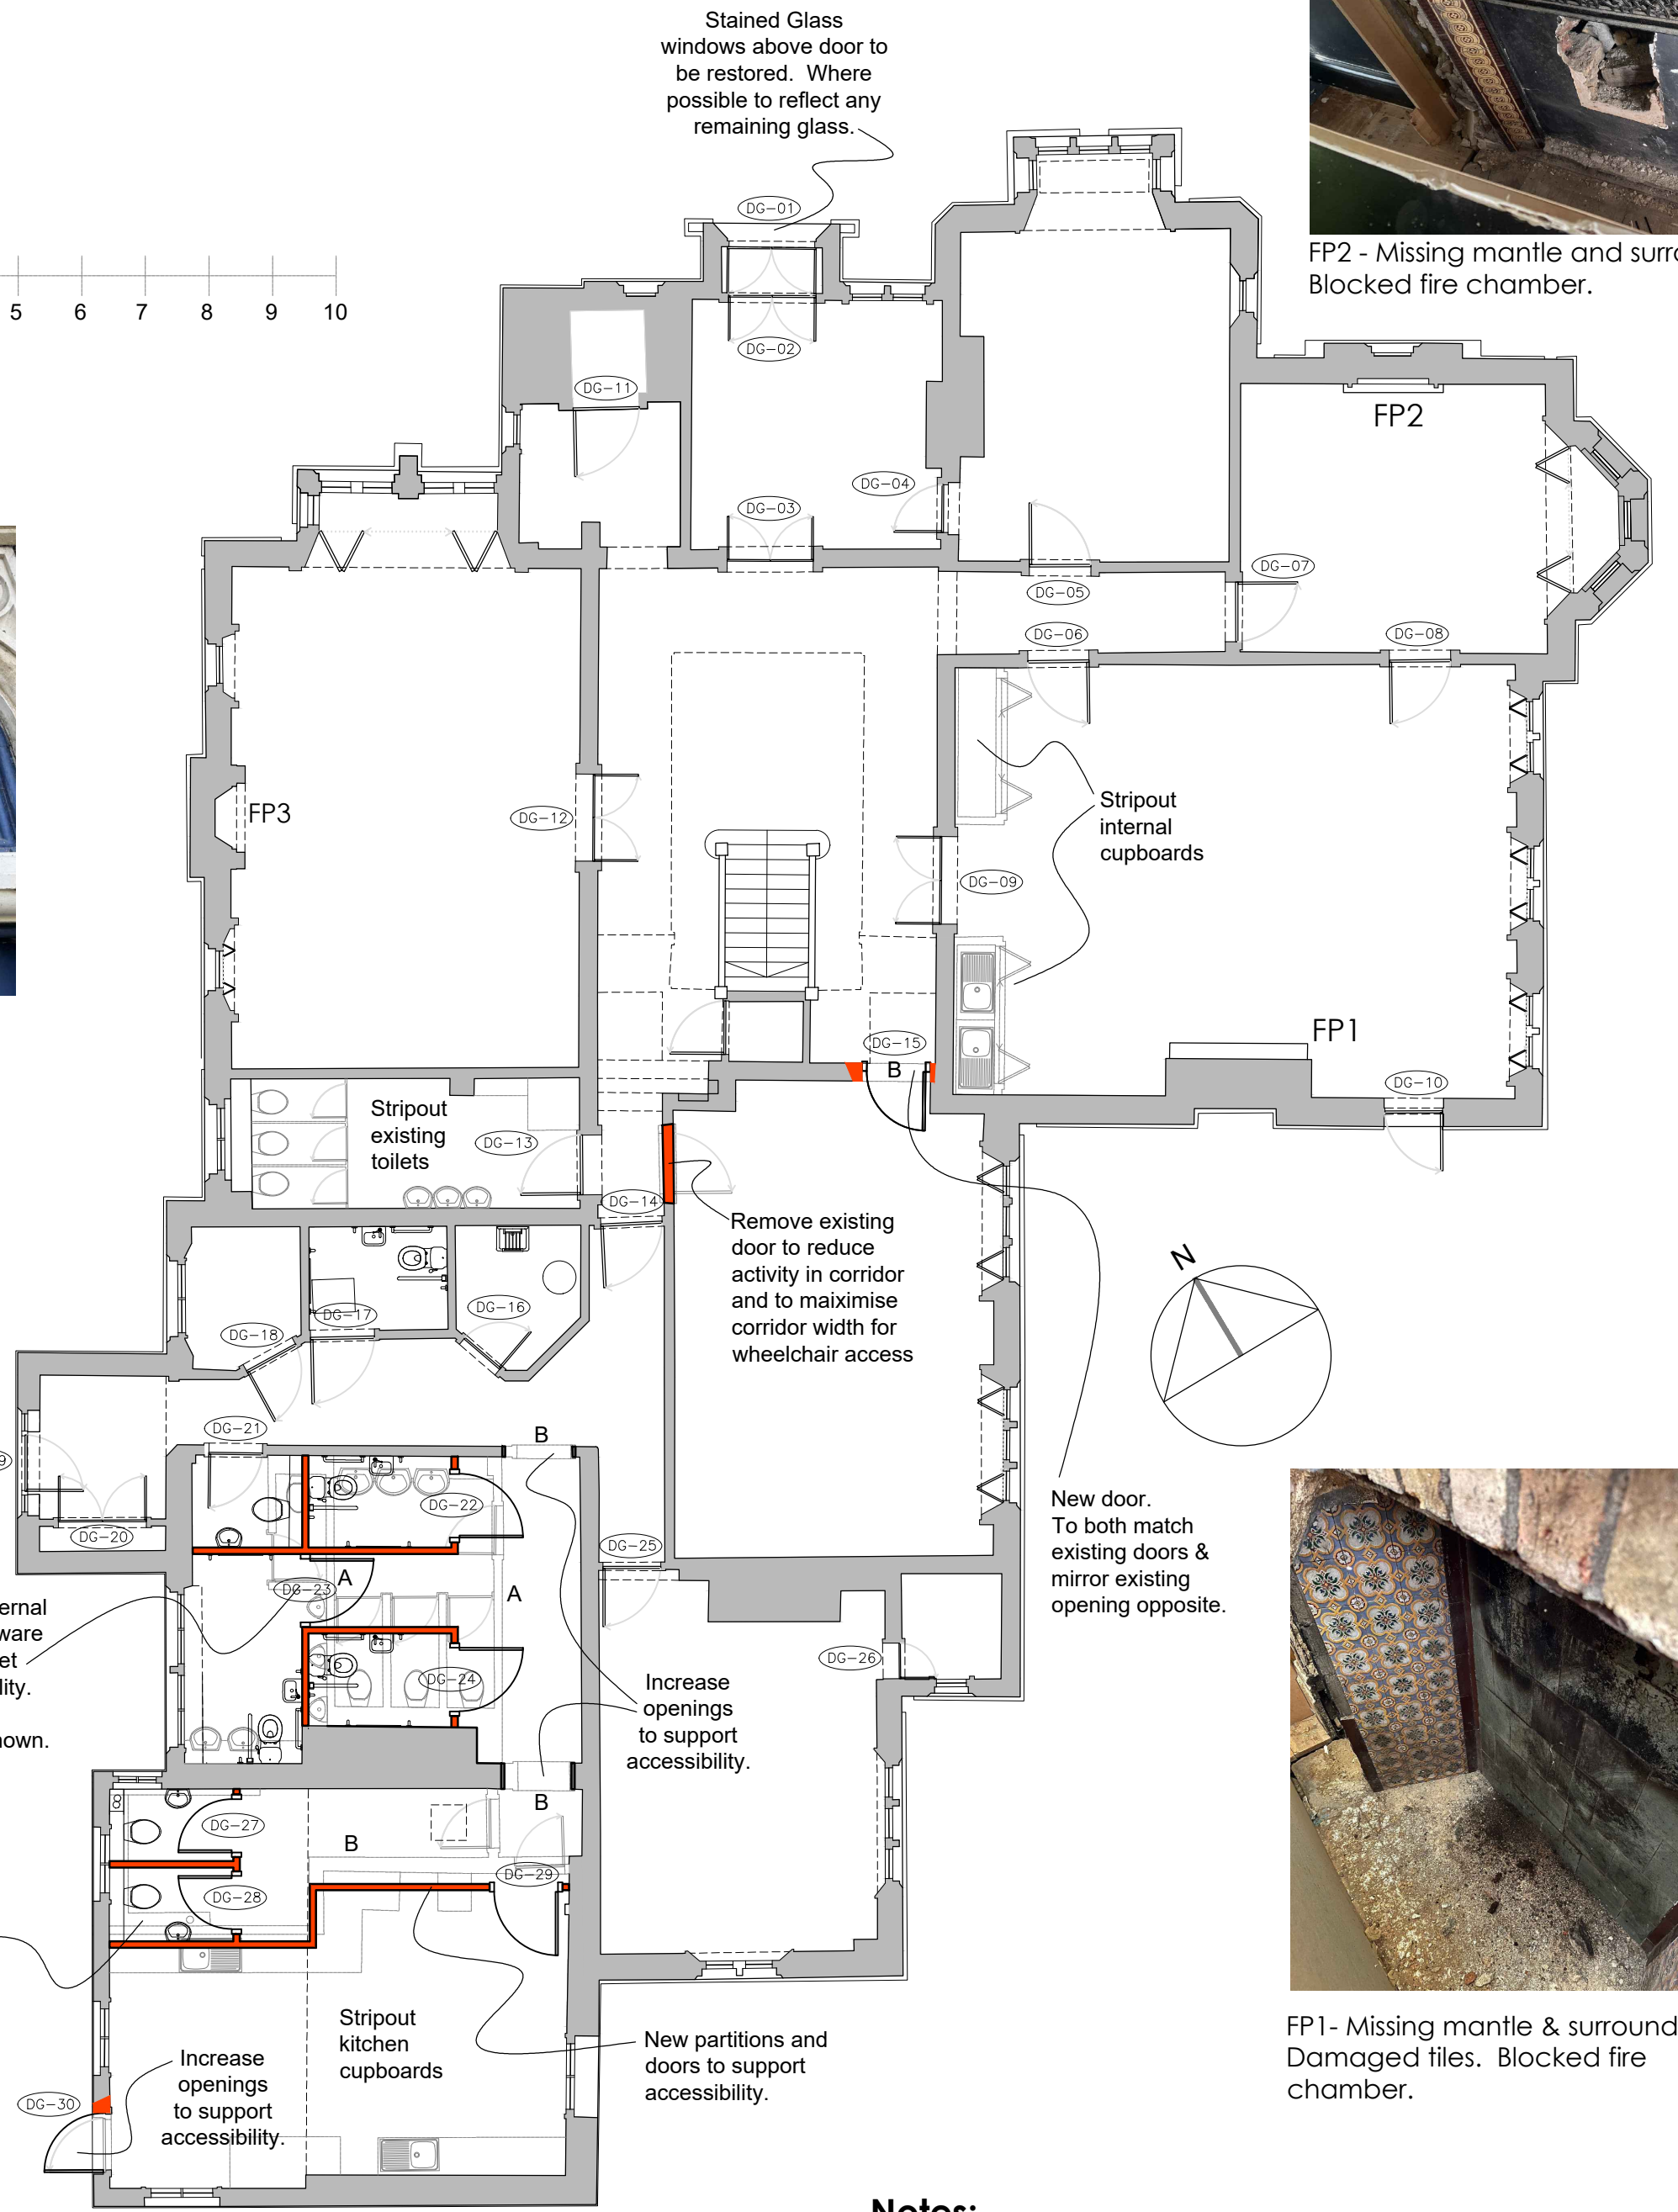 Stained Glass
windows above door to
be restored.  Where
possible to reflect any
remaining glass.
FP2 - Missing mantle and
Blocked fire chamber.
5 6 7 8 9 10
DG-01
DG-02
DG-11
FP2
DG-04
DG-03
DG-07
DG-05
DG-06
DG-08
FP3
DG-12
Stripout
internal
cupboards
DG-09
FP1
DG-15
B
DG-10
Stripout
existing
toilets
DG-13
DG-14
Remove existing
door to reduce
activity in corridor
and to maiximise
corridor width for
wheelchair access
N
DG-16
DG-17
DG-18
DG-21
B
DG-22
DG-20
New door.
To both match
existing doors &
mirror existing
opening opposite.
DG-25
A
DG-23
A
DG-24
DG-26
Increase
openings
to support
accessibility.
B
DG-27
B
DG-29
DG-28
Stripout
kitchen
cupboards
New partitions and
doors to support
accessibility.
Increase
openings
to support
accessibility.
DG-30
FP1- Missing mantle & surround
Damaged tiles.  Blocked fire
chamber.
Notes: